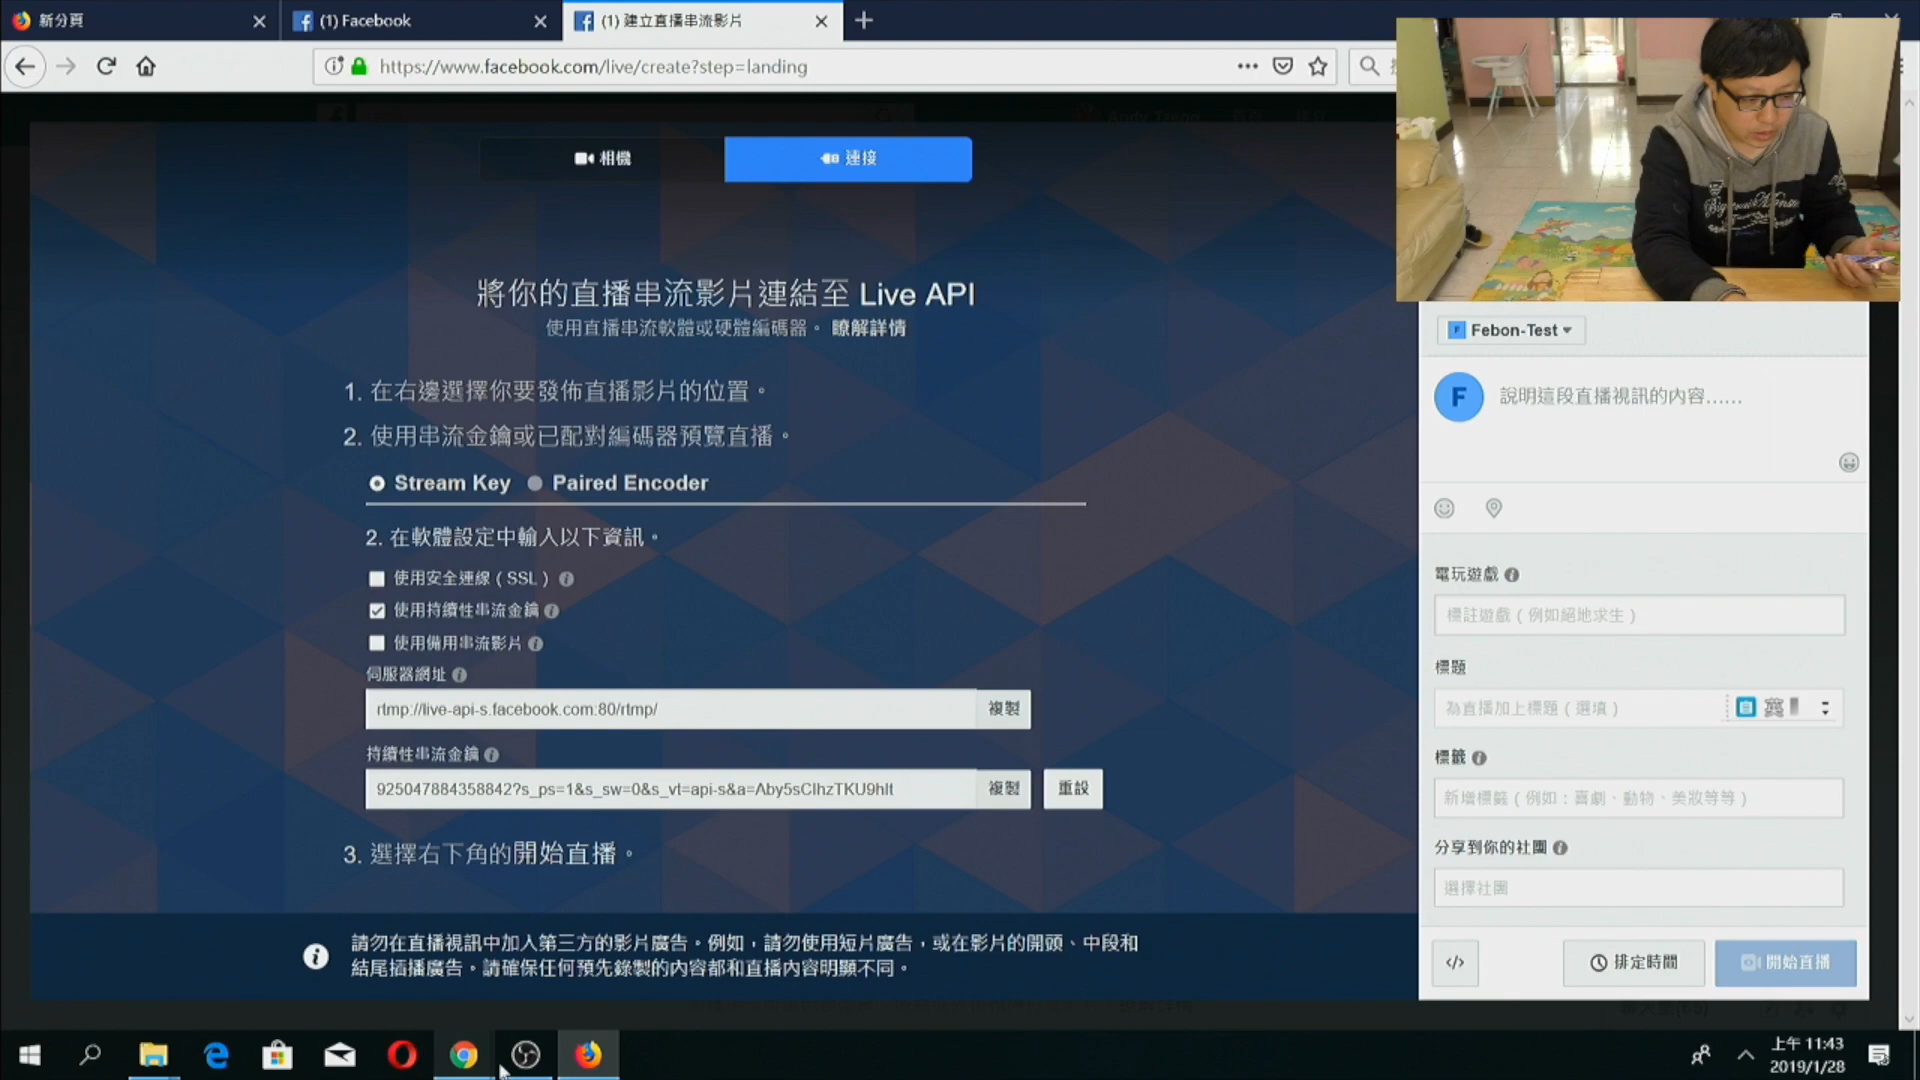 新分頁
(1) Facebook
(1) 建立直播串流影片
https://www.facebook.com/live/create?step=landing
相機
連接
將你的直播串流影片連結至 Live API
使用直播串流軟體或硬體編碼器。 瞭解詳情
1. 在右邊選擇你要發佈直播影片的位置。
2. 使用串流金鑰或已配對編碼器預覽直播。
Stream Key
Paired Encoder
2. 在軟體設定中輸入以下資訊。
使用安全連線 ( SSL )
使用持續性串流金鑰
使用備用串流影片
伺服器網址
rtmp://live-api-s.facebook.com:80/rtmp/
複製
持續性串流金鑰
925047884358842?s_ps=1&s_sw=0&s_vt=api-s&a=Aby5sCIhzTKU9hlt
複製
重設
3. 選擇右下角的開始直播。
請勿在直播視訊中加入第三方的影片廣告。例如，請勿使用短片廣告，或在影片的開頭、中段和
結尾插播廣告。請確保任何預先錄製的內容都和直播內容明顯不同。
Febon-Test
F
說明這段直播視訊的內容……
電玩遊戲
標註遊戲 ( 例如絕地求生 )
標題
為直播加上標題 ( 選填 )
英
標籤
新增標籤 ( 例如：喜劇、動物、美妝等等 )
分享到你的社團
選擇社團
</>
排定時間
開始直播
上午 11:43
2019/1/28